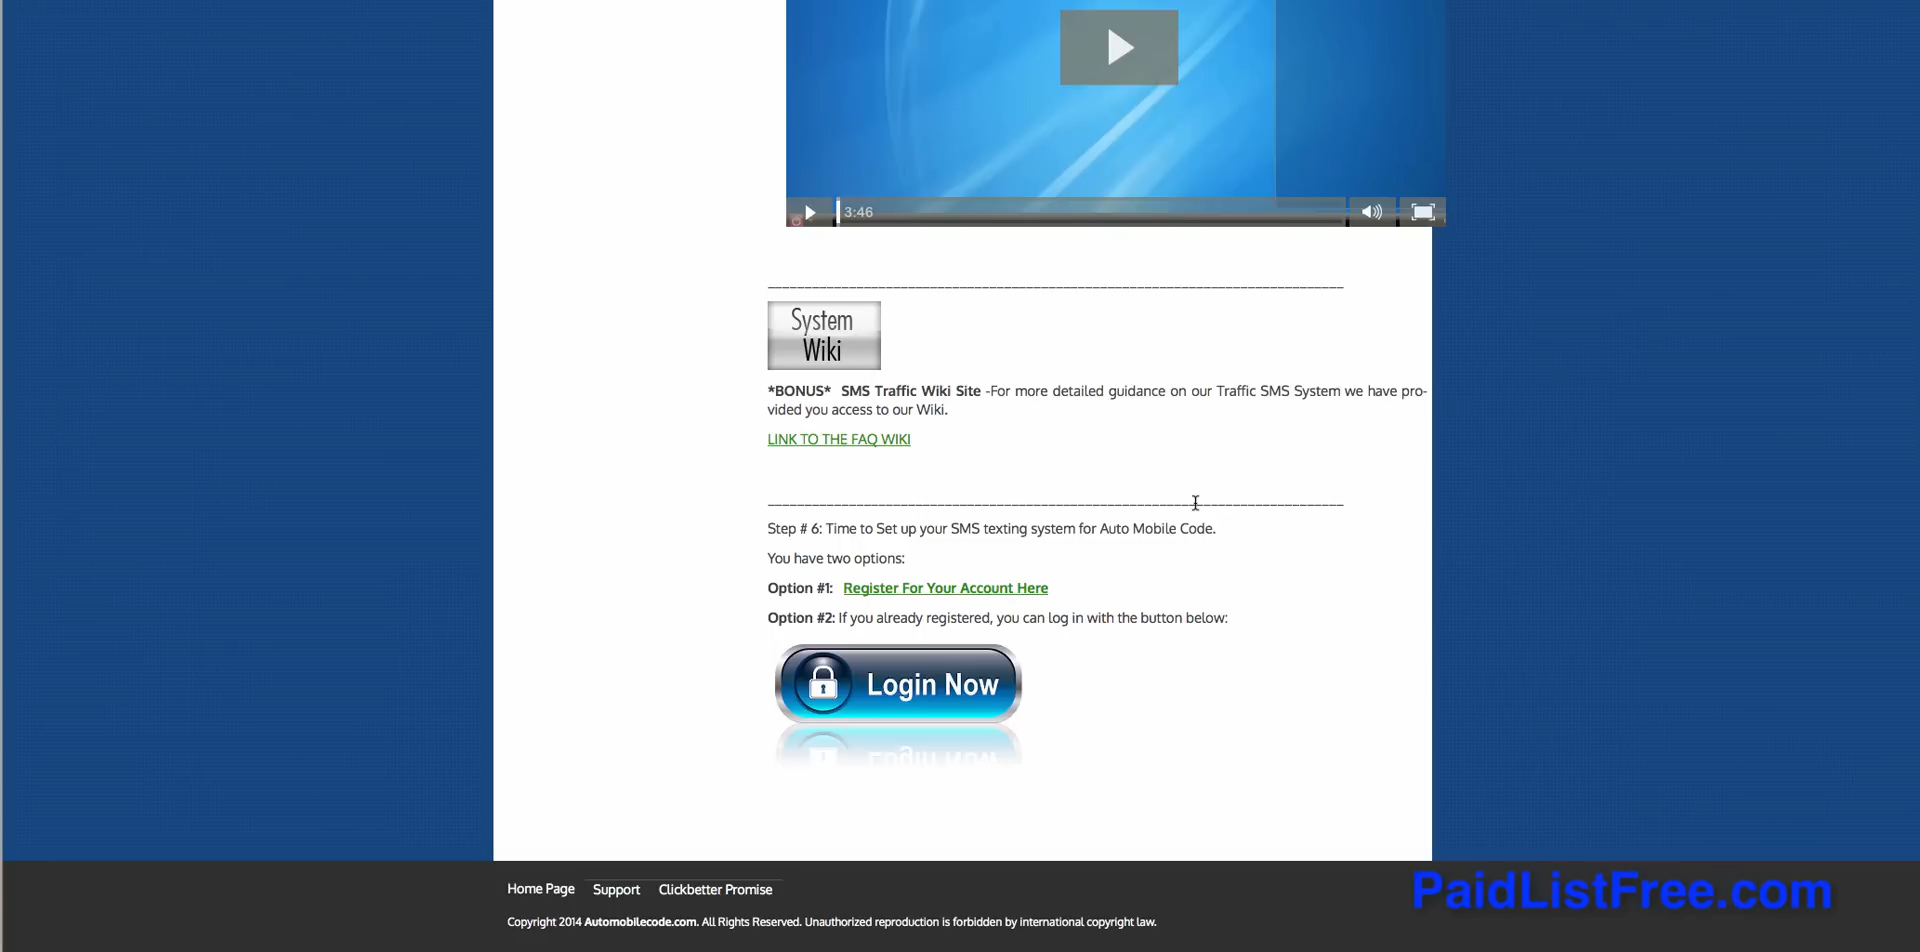 3:46
________________________________________________________________________________
System
Wiki
*BONUS*  SMS Traffic Wiki Site -For more detailed guidance on our Traffic SMS System we have pro-
vided you access to our Wiki.
LINK TO THE FAQ WIKI
________________________________________________________________________________
Step # 6: Time to Set up your SMS texting system for Auto Mobile Code.
You have two options:
Option #1:  Register For Your Account Here
Option #2: If you already registered, you can log in with the button below:
Login Now
Home Page Support Clickbetter Promise
PaidListFree.com
Copyright 2014 Automobilecode.com. All Rights Reserved. Unauthorized reproduction is forbidden by international copyright law.